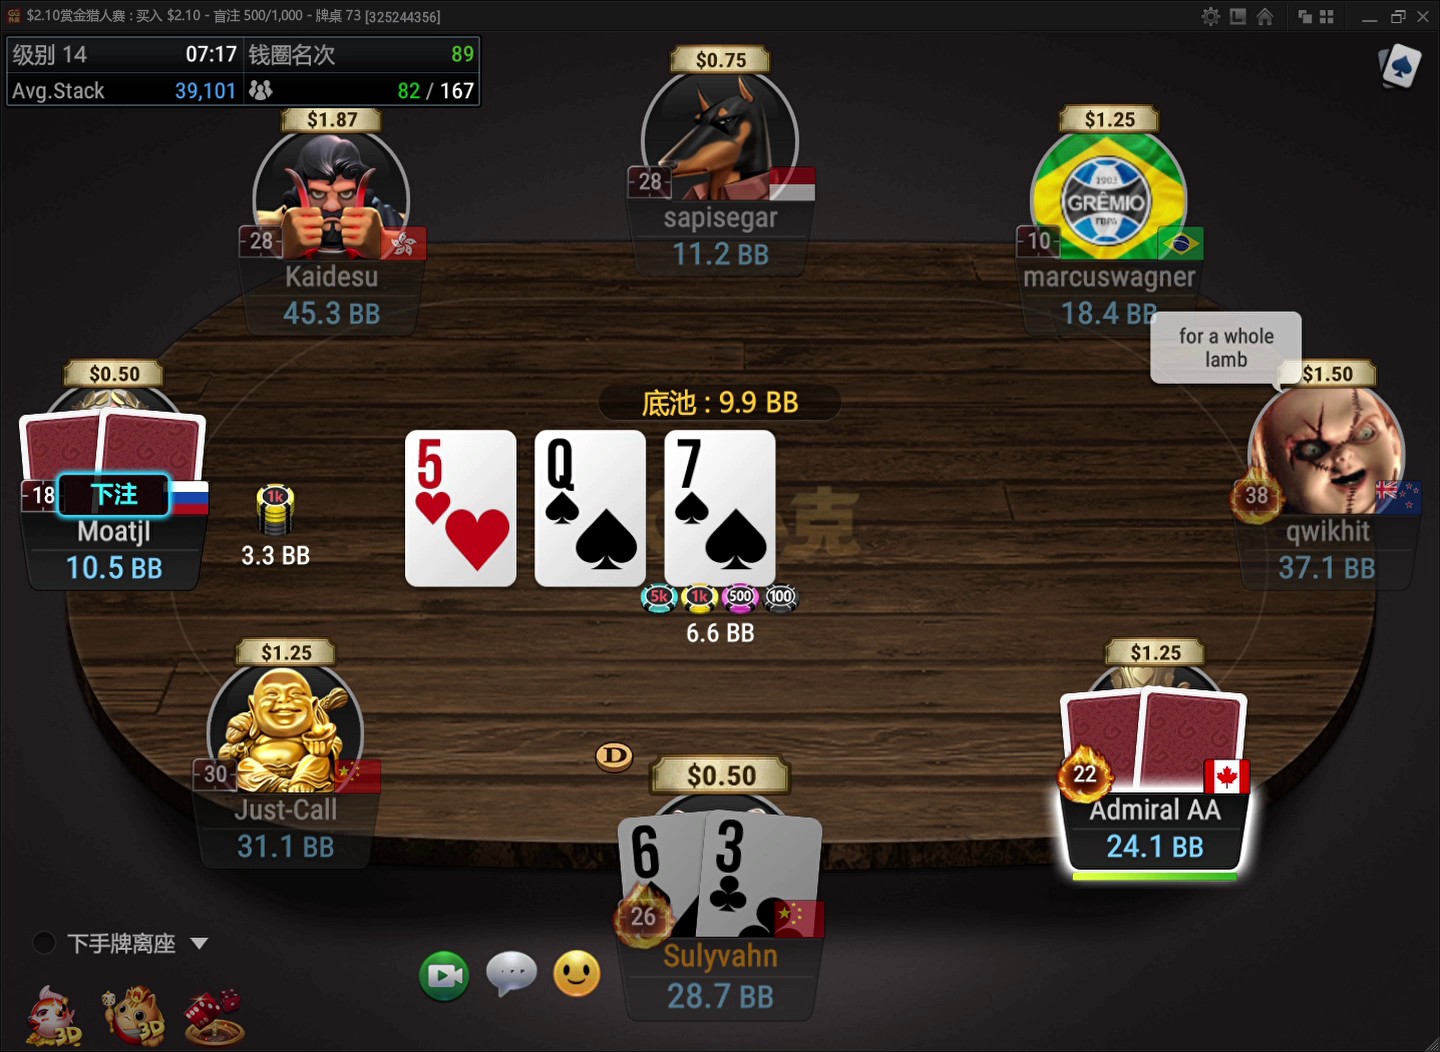 $2.10赏金猎人赛 : 买入 $2.10 - 盲注 500/1,000 - 牌桌 73 [325244356]
级别 14 07:17 钱圈名次 89
Avg.Stack 39,101 82 / 167
$0.75
28
sapisegar
11.2 BB
$1.87
28
Kaidesu
45.3 BB
$1.25
1903
GRÊMIO
FBPA
10
marcuswagner
18.4 BB
for a whole
lamb
$1.50
38
qwikhit
37.1 BB
$0.50
18
下注
Moatjl
10.5 BB
1k
3.3 BB
底池 : 9.9 BB
5
Q
7
克
5k 1k 500 100
6.6 BB
$1.25
30
Just-Call
31.1 BB
D
$0.50
6 3
26
Sulyvahn
28.7 BB
$1.25
22
Admiral AA
24.1 BB
下手牌离座
3D
3D